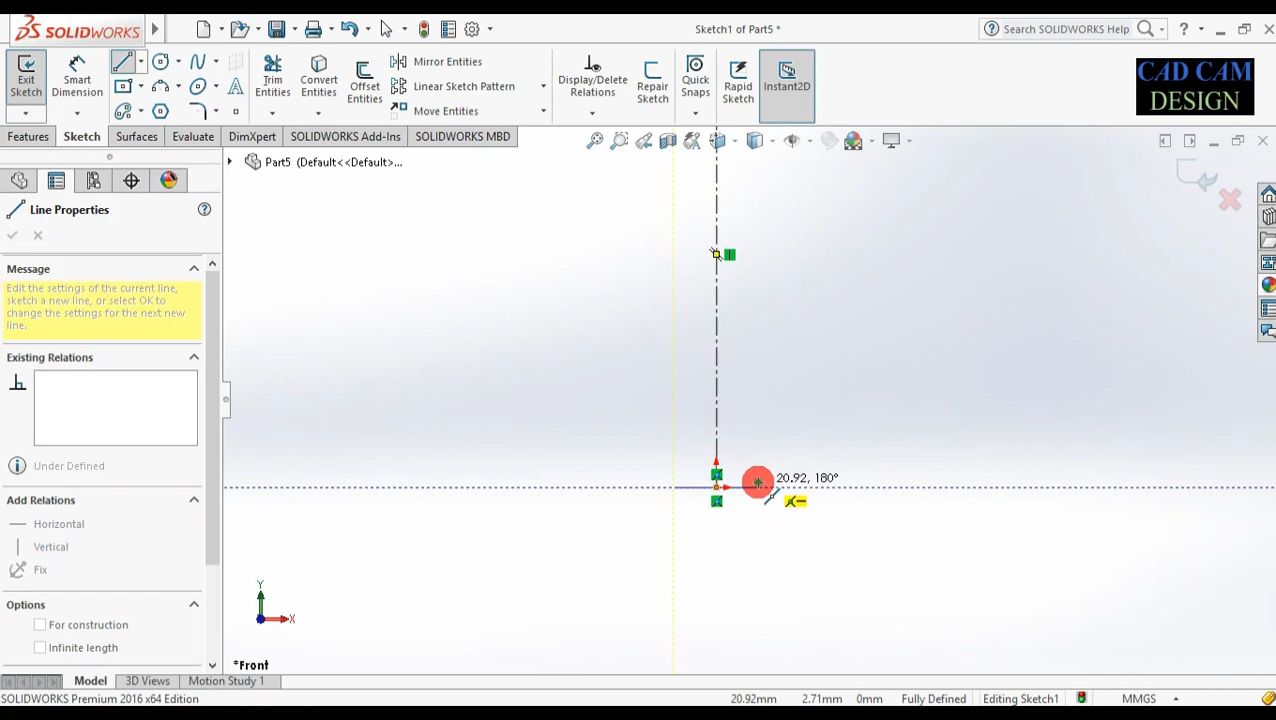 SOLIDWORKS
Sketch1 of Part5 *
Search SOLIDWORKS Help
?
Exit Sketch
Smart Dimension
Trim Entities
Convert Entities
Offset Entities
Mirror Entities
Linear Sketch Pattern
Move Entities
Display/Delete Relations
Repair Sketch
Quick Snaps
Rapid Sketch
Instant2D
CAD CAM
DESIGN
Features Sketch Surfaces Evaluate DimXpert SOLIDWORKS Add-Ins SOLIDWORKS MBD
Part5 (Default<<Default>...
Line Properties
Message
Edit the settings of the current line,
sketch a new line, or select OK to
change the settings for the next new
line.
Existing Relations
Under Defined
Add Relations
Horizontal
Vertical
Fix
Options
For construction
Infinite length
20.92, 180°
Y
X
*Front
Model 3D Views Motion Study 1
SOLIDWORKS Premium 2016 x64 Edition
20.92mm 2.71mm 0mm Fully Defined Editing Sketch1 MMGS